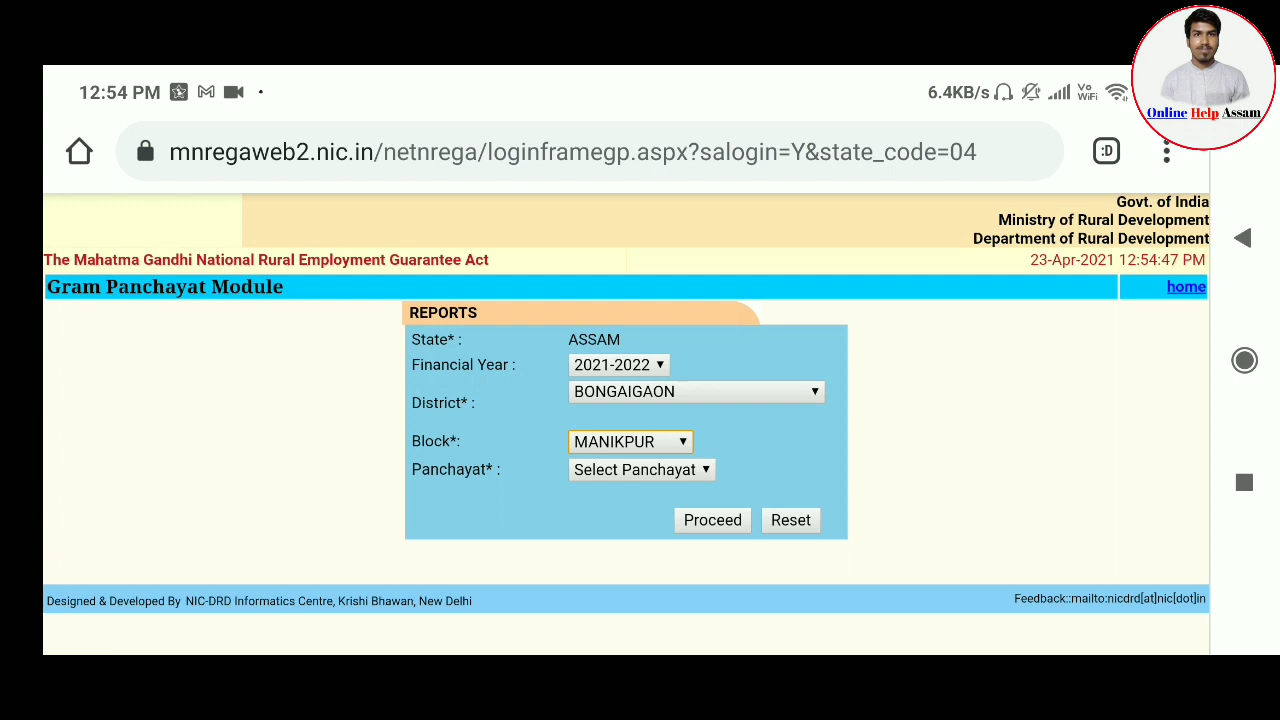 12:54 PM
6.4KB/s
Vo
WiFi
Online Help Assam
mnregaweb2.nic.in/netnrega/loginframegp.aspx?salogin=Y&state_code=04
:D
Govt. of India
Ministry of Rural Development
Department of Rural Development
The Mahatma Gandhi National Rural Employment Guarantee Act
23-Apr-2021 12:54:47 PM
Gram Panchayat Module
home
REPORTS
State* : ASSAM
Financial Year : 2021-2022
District* : BONGAIGAON
Block*: MANIKPUR
Panchayat* : Select Panchayat
Proceed Reset
Designed & Developed By NIC-DRD Informatics Centre, Krishi Bhawan, New Delhi
Feedback::mailto:nicdrd[at]nic[dot]in